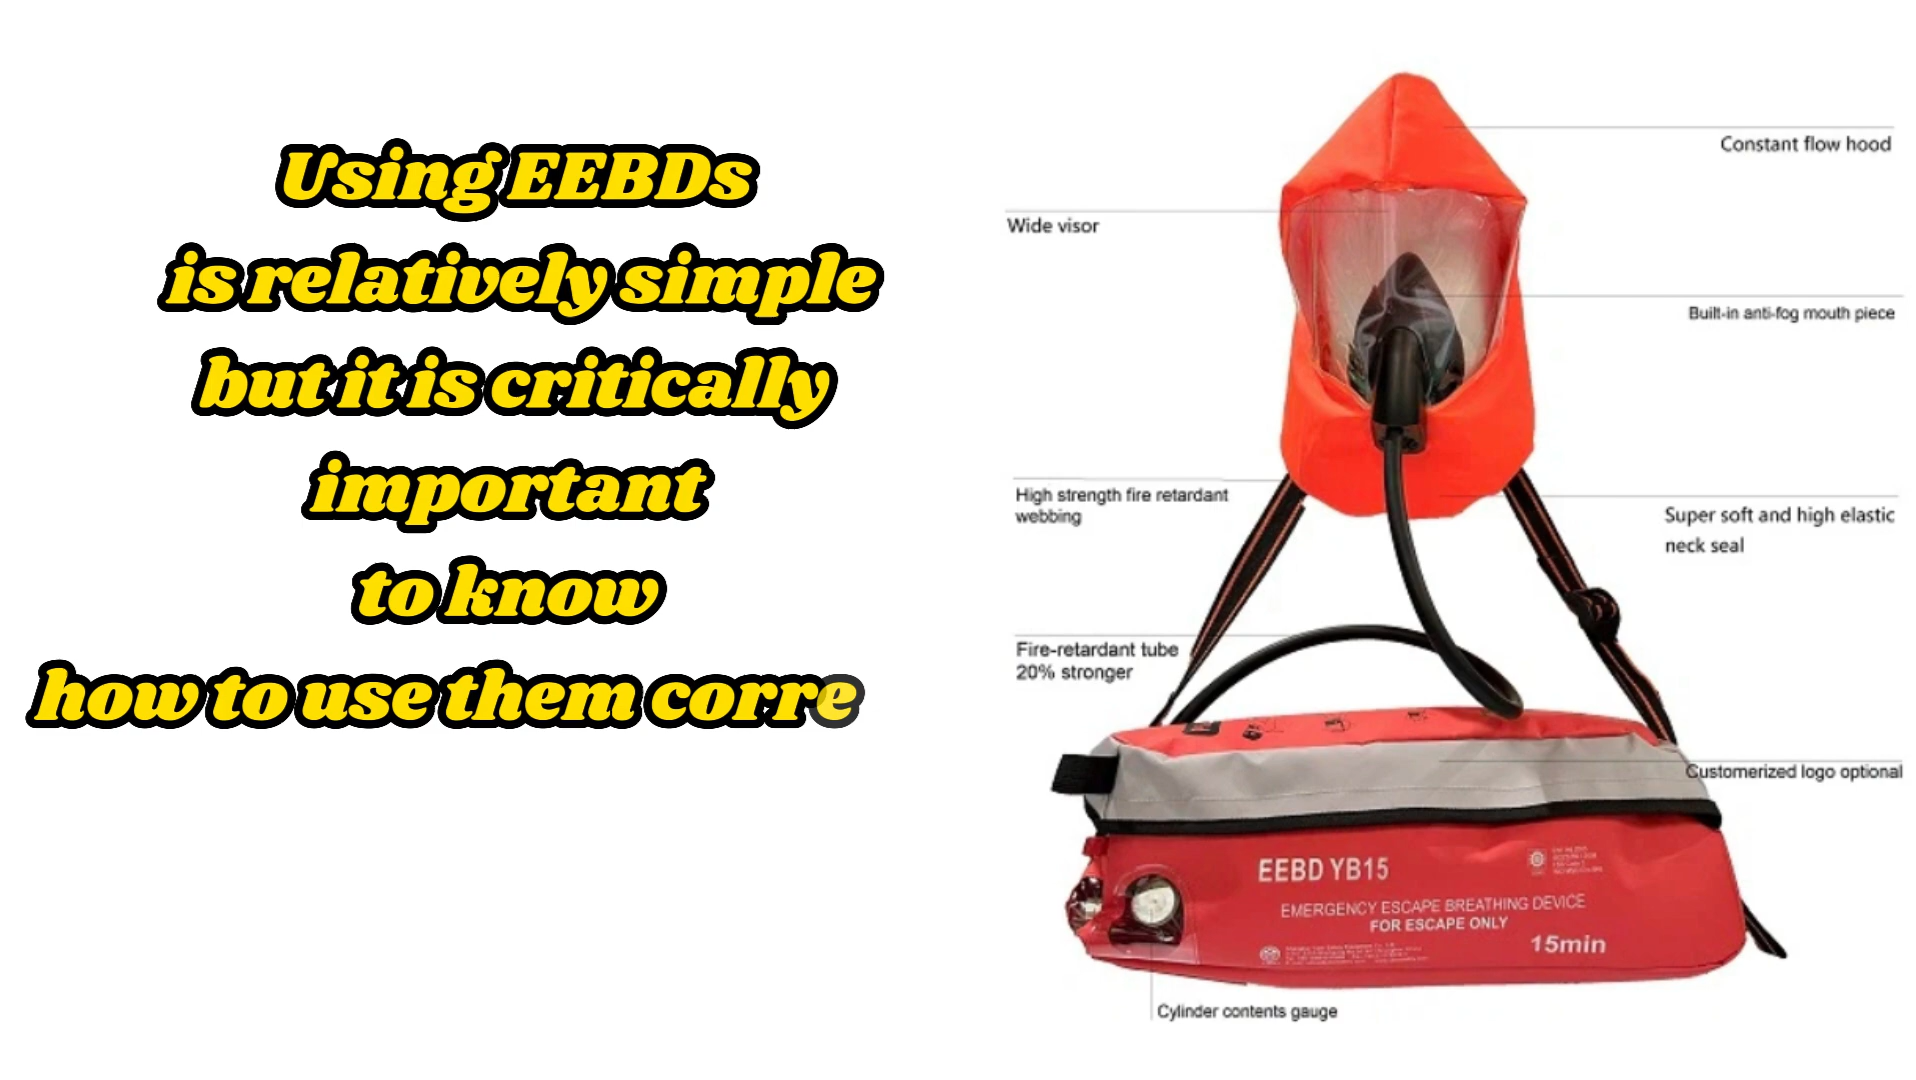 Using EEBDs
is relatively simple
but it is critically
important
to know
how to use them corre
Constant flow hood
Wide visor
Built-in anti-fog mouth piece
High strength fire retardant
webbing
Super soft and high elastic
neck seal
Fire-retardant tube
20% stronger
Customerized logo optional
EEBD YB15
EMERGENCY ESCAPE BREATHING DEVICE
FOR ESCAPE ONLY
15min
Cylinder contents gauge